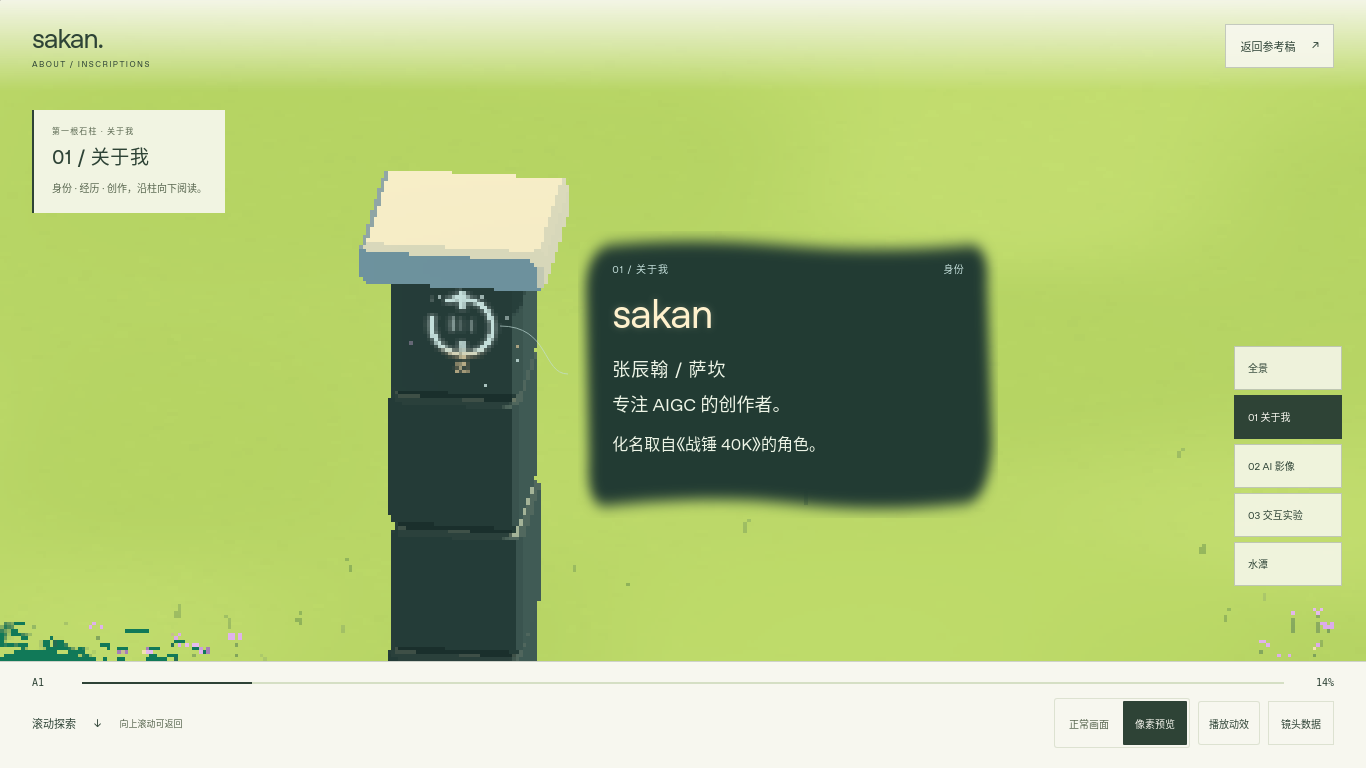 sakan.
ABOUT / INSCRIPTIONS
返回参考稿 ↗
第一根石柱 · 关于我
01 / 关于我
身份 · 经历 · 创作，沿柱向下阅读。
01 / 关于我 身份
sakan
张辰翰 / 萨坎
专注 AIGC 的创作者。
化名取自《战锤 40K》的角色。
全景
01 关于我
02 AI 影像
03 交互实验
水潭
A1 14%
滚动探索 ↓ 向上滚动可返回
正常画面 像素预览 播放动效 镜头数据